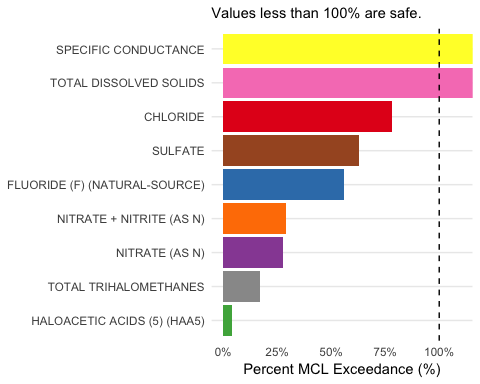 Values less than 100% are safe.
SPECIFIC CONDUCTANCE
TOTAL DISSOLVED SOLIDS
CHLORIDE
SULFATE
FLUORIDE (F) (NATURAL-SOURCE)
NITRATE + NITRITE (AS N)
NITRATE (AS N)
TOTAL TRIHALOMETHANES
HALOACETIC ACIDS (5) (HAA5)
0% 25% 50% 75% 100%
Percent MCL Exceedance (%)